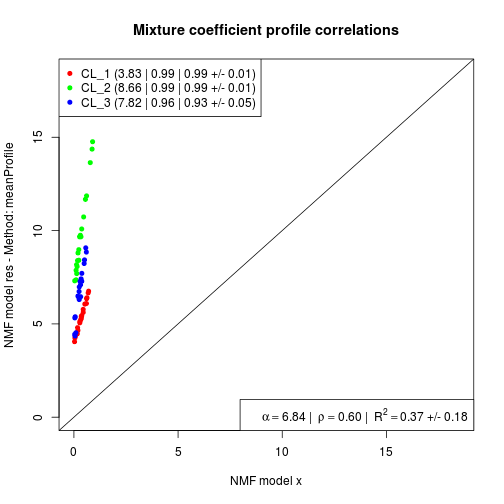 Mixture coefficient profile correlations
CL_1 (3.83 | 0.99 | 0.99 +/- 0.01)
CL_2 (8.66 | 0.99 | 0.99 +/- 0.01)
CL_3 (7.82 | 0.96 | 0.93 +/- 0.05)
NMF model res - Method: meanProfile
15
10
5
0
α = 6.84 | ρ = 0.60 | R² = 0.37 +/- 0.18
0 5 10 15
NMF model x